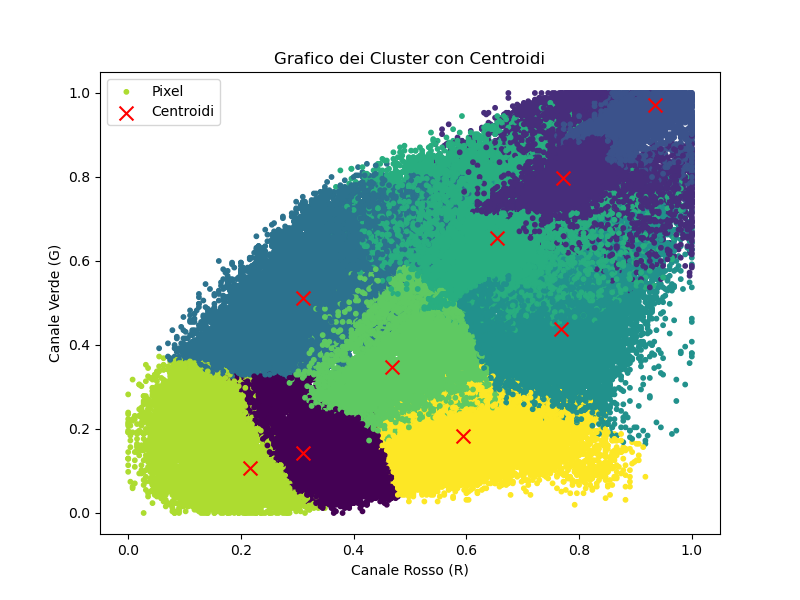 Grafico dei Cluster con Centroidi
Pixel
Centroidi
Canale Verde (G)
1.0
0.8
0.6
0.4
0.2
0.0
0.0 0.2 0.4 0.6 0.8 1.0
Canale Rosso (R)